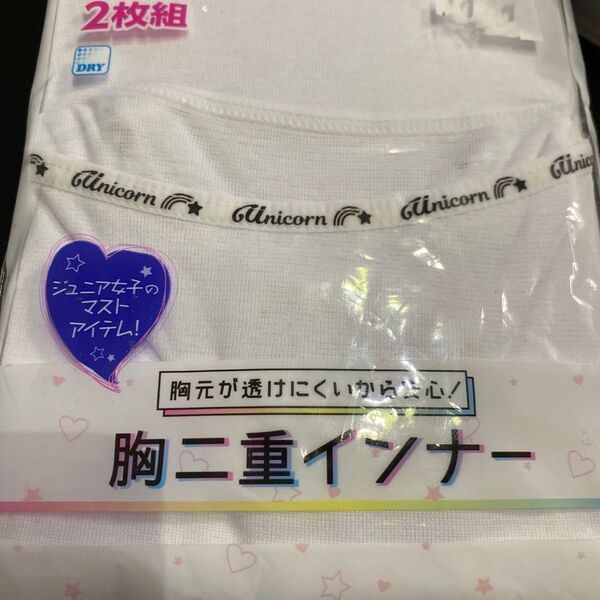 2枚組
DRY
Unicorn Unicorn Unicorn
ジュニア女子の
マスト
アイテム!
胸元が透けにくいから安心!
胸二重インナー